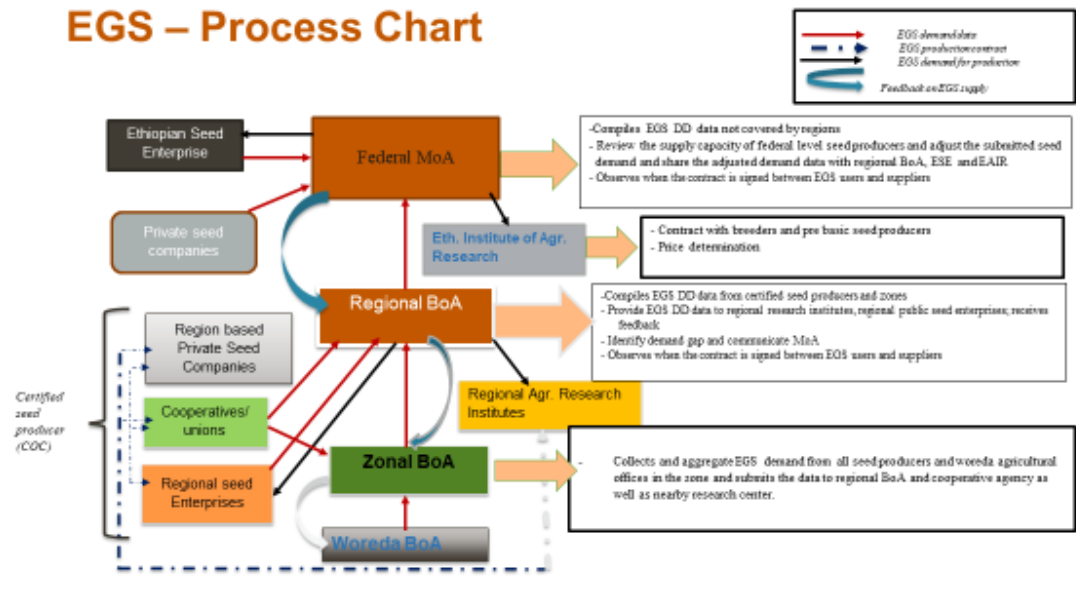 EGS – Process Chart
EGS demand data
EGS production contract
EGS demand for production
Feedback on EGS supply
Ethiopian Seed
Enterprise
Federal MoA
-Compiles EGS DD data not covered by regions
- Review the supply capacity of federal level seed producers and adjust the submitted seed
demand and share the adjusted demand data with regional BoA, ESE and EAIR
- Observes when the contract is signed between EGS users and suppliers
Private seed
companies
Eth. Institute of Agr.
Research
- Contract with breeders and pre basic seed producers
- Price determination
Regional BoA
-Compiles EGS DD data from certified seed producers and zones
- Provide EGS DD data to regional research institutes, regional public seed enterprises; receives
feedback
- Identify demand gap and communicate MoA
- Observes when the contract is signed between EGS users and suppliers
Region based
Private Seed
Companies
Certified
seed
producer
(COC)
Cooperatives/
unions
Regional Agr. Research
Institutes
Zonal BoA
- Collects and aggregate EGS demand from all seed producers and woreda agricultural
offices in the zone and submits the data to regional BoA and cooperative agency as
well as nearby research center.
Regional seed
Enterprises
Woreda BoA